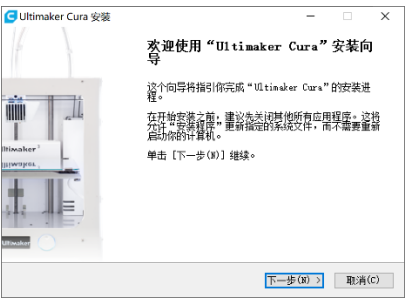 Ultimaker Cura 安装
欢迎使用“Ultimaker Cura”安装向
导
这个向导将指引你完成“Ultimaker Cura”的安装进
程。
在开始安装之前，建议先关闭其他所有应用程序。这将
允许“安装程序”更新指定的系统文件，而不需要重新
启动你的计算机。
单击 [下一步(N)] 继续。
Ultimaker²
Ultimaker
下一步(N) >
取消(C)